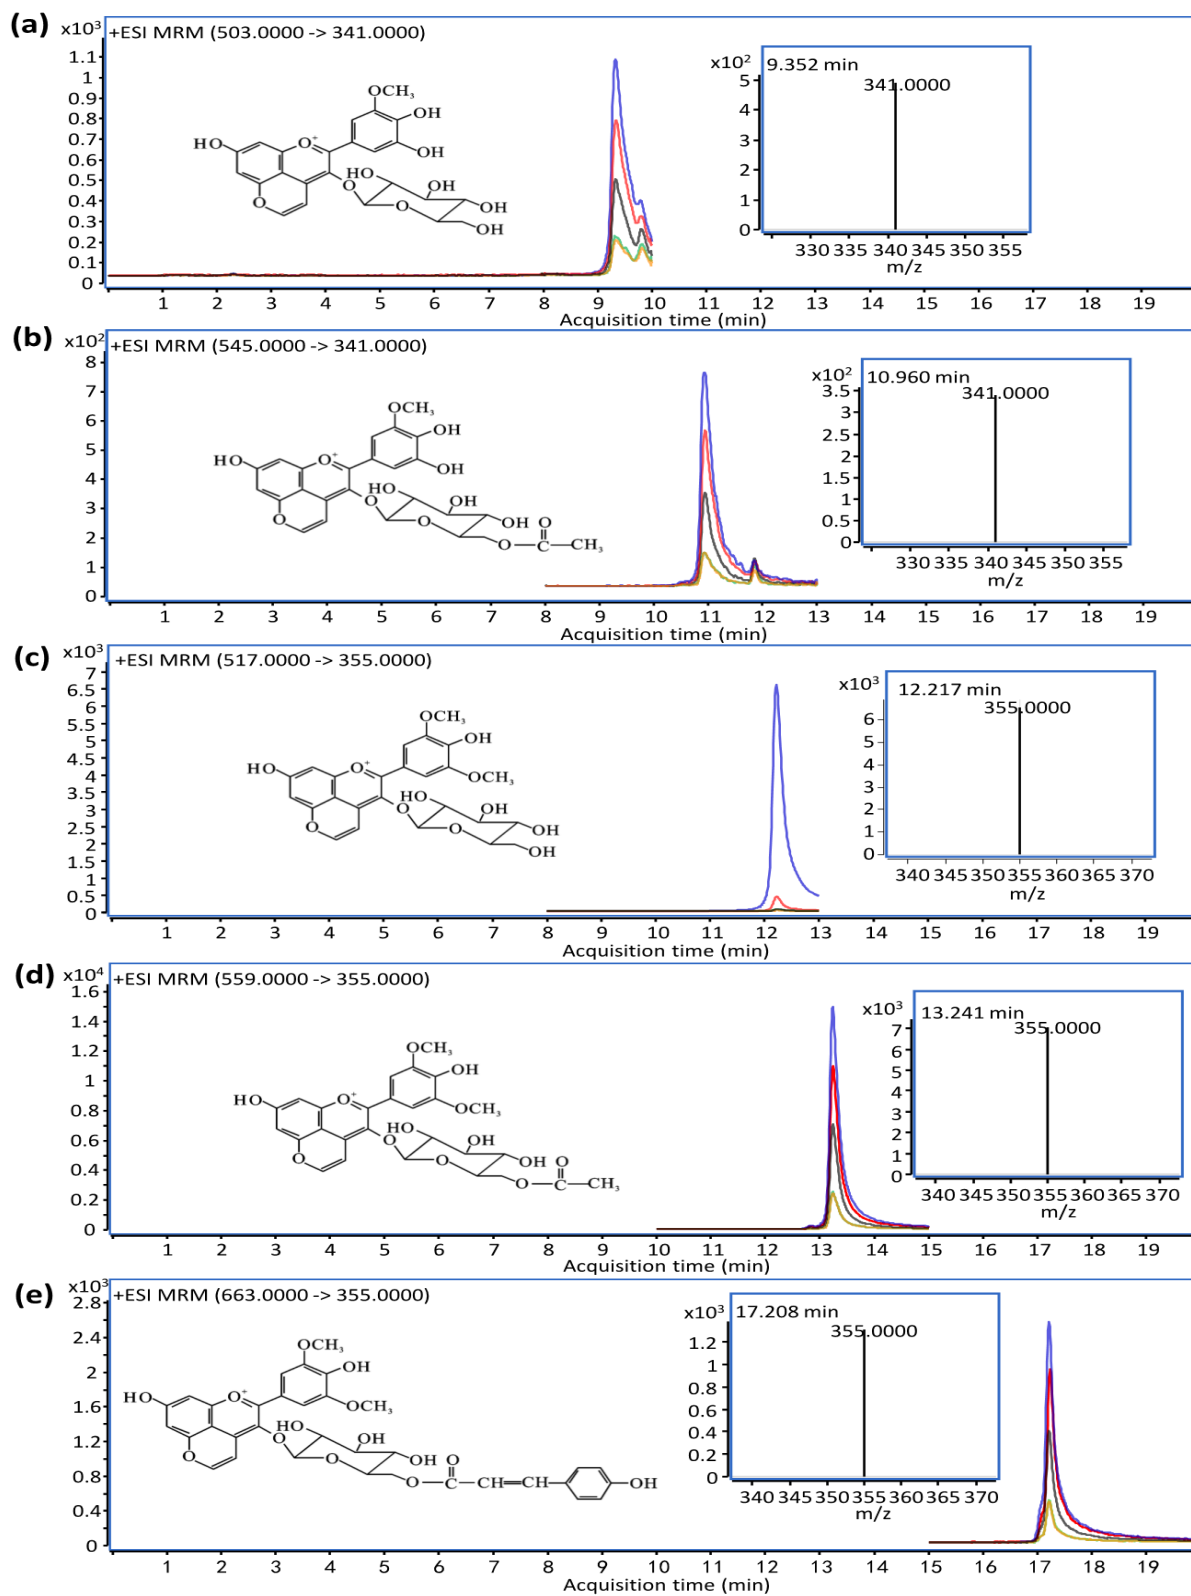 (a)
x10³
+ESI MRM (503.0000 -> 341.0000)
1.1
1
0.9
0.8
0.7
0.6
0.5
0.4
0.3
0.2
0.1
0
OCH₃
OH
HO
O⁺
OH
O
HO
OH
O
O
OH
OH
x10²
9.352 min
341.0000
5
4
3
2
1
0
330 335 340 345 350 355
m/z
1 2 3 4 5 6 7 8 9 10 11 12 13 14 15 16 17 18 19
Acquisition time (min)
(b)
x10²
+ESI MRM (545.0000 -> 341.0000)
8
7
6
5
4
3
2
1
0
OCH₃
OH
HO
O⁺
OH
O
HO
OH
O
O
OH
O
O
C
CH₃
x10²
10.960 min
341.0000
3.5
3
2.5
2
1.5
1
0.5
0
330 335 340 345 350 355
m/z
1 2 3 4 5 6 7 8 9 10 11 12 13 14 15 16 17 18 19
Acquisition time (min)
(c)
x10³
+ESI MRM (517.0000 -> 355.0000)
7
6.5
6
5.5
5
4.5
4
3.5
3
2.5
2
1.5
1
0.5
0
OCH₃
OH
HO
O⁺
OCH₃
O
HO
OH
O
O
OH
OH
x10³
12.217 min
355.0000
6
5
4
3
2
1
0
340 345 350 355 360 365 370
m/z
1 2 3 4 5 6 7 8 9 10 11 12 13 14 15 16 17 18 19
Acquisition time (min)
(d)
x10⁴
+ESI MRM (559.0000 -> 355.0000)
1.6
1.4
1.2
1
0.8
0.6
0.4
0.2
0
OCH₃
OH
HO
O⁺
OCH₃
O
HO
OH
O
O
OH
O
O
C
CH₃
x10³
13.241 min
355.0000
7
6
5
4
3
2
1
0
340 345 350 355 360 365 370
m/z
1 2 3 4 5 6 7 8 9 10 11 12 13 14 15 16 17 18 19
Acquisition time (min)
(e)
x10³
+ESI MRM (663.0000 -> 355.0000)
2.8
2.4
2
1.6
1.2
0.8
0.4
0
OCH₃
OH
HO
O⁺
OCH₃
O
HO
OH
O
O
OH
O
O
C
CH
CH
OH
x10³
17.208 min
355.0000
1.2
1
0.8
0.6
0.4
0.2
0
340 345 350 355 360 365 370
m/z
1 2 3 4 5 6 7 8 9 10 11 12 13 14 15 16 17 18 19
Acquisition time (min)